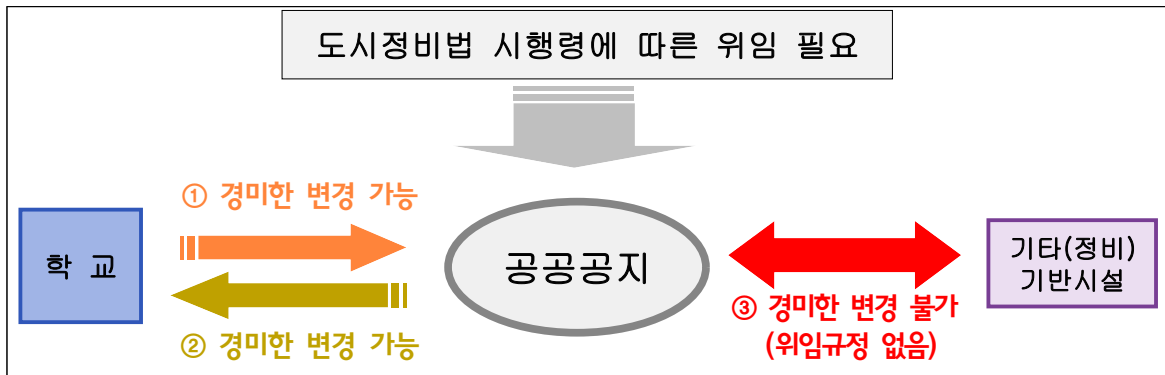 도시정비법 시행령에 따른 위임 필요
① 경미한 변경 가능
학 교
공공공지
기타(정비)
기반시설
② 경미한 변경 가능
③ 경미한 변경 불가
(위임규정 없음)